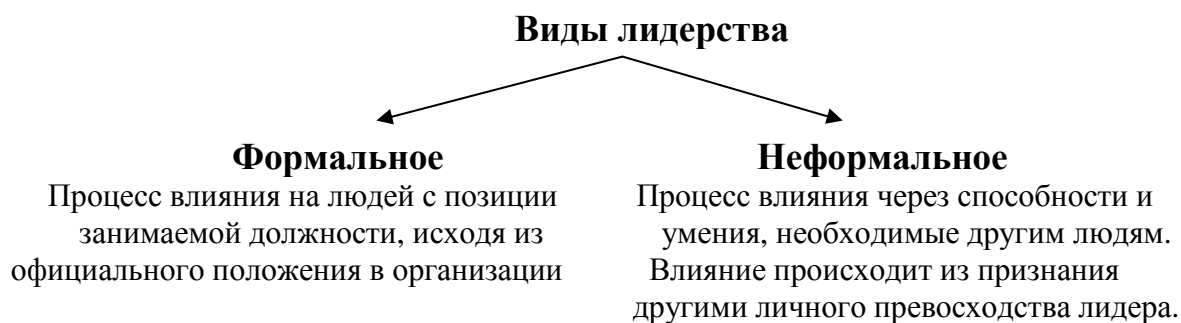 Виды лидерства
Формальное
Процесс влияния на людей с позиции
занимаемой должности, исходя из
официального положения в организации
Неформальное
Процесс влияния через способности и
умения, необходимые другим людям.
Влияние происходит из признания
другими личного превосходства лидера.